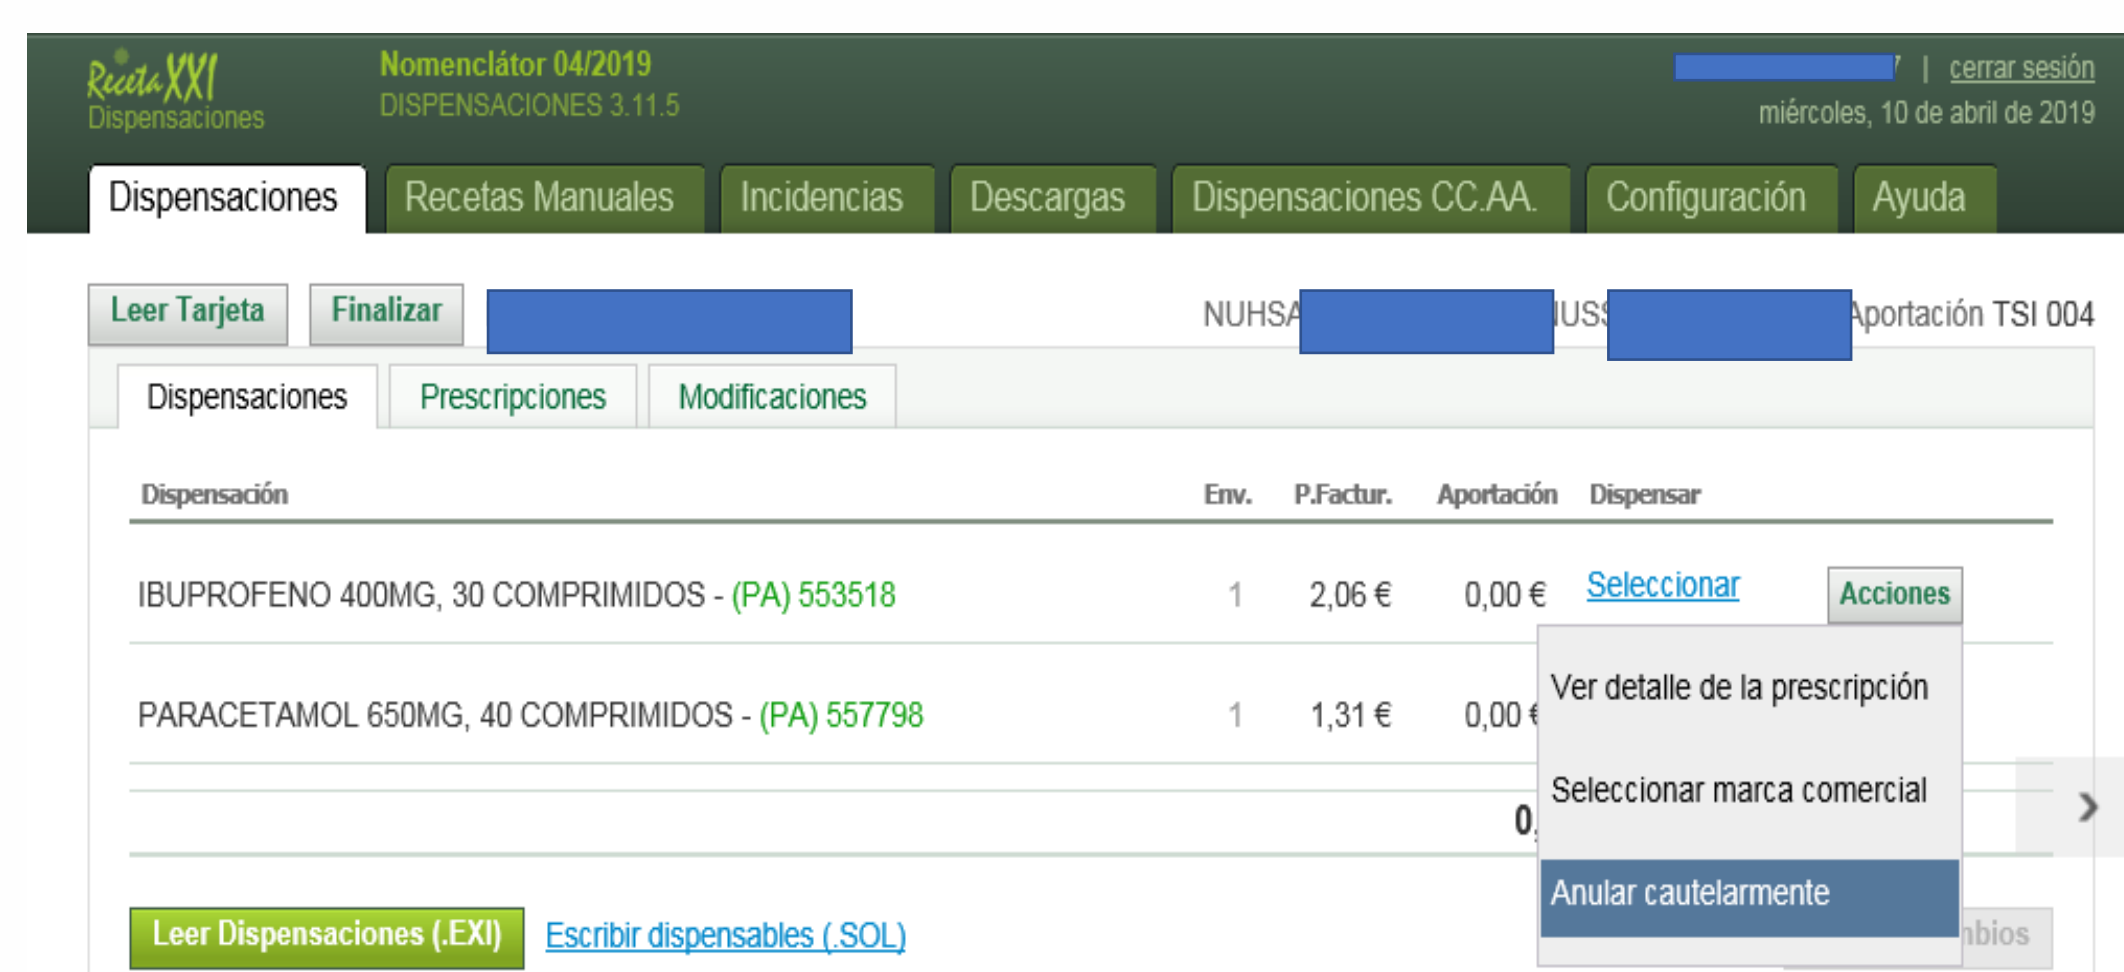 RecetaXXI
Dispensaciones
Nomenclátor 04/2019
DISPENSACIONES 3.11.5
| cerrar sesión
miércoles, 10 de abril de 2019
Dispensaciones Recetas Manuales Incidencias Descargas Dispensaciones CC.AA. Configuración Ayuda
Leer Tarjeta Finalizar NUHSA Aportación TSI 004
Dispensaciones Prescripciones Modificaciones
Dispensación Env. P.Factur. Aportación Dispensar
IBUPROFENO 400MG, 30 COMPRIMIDOS - (PA) 553518 1 2,06 € 0,00 € Seleccionar Acciones
Ver detalle de la prescripción
PARACETAMOL 650MG, 40 COMPRIMIDOS - (PA) 557798 1 1,31 € 0,00 €
Seleccionar marca comercial
0,
Anular cautelarmente
Leer Dispensaciones (.EXI) Escribir dispensables (.SOL)